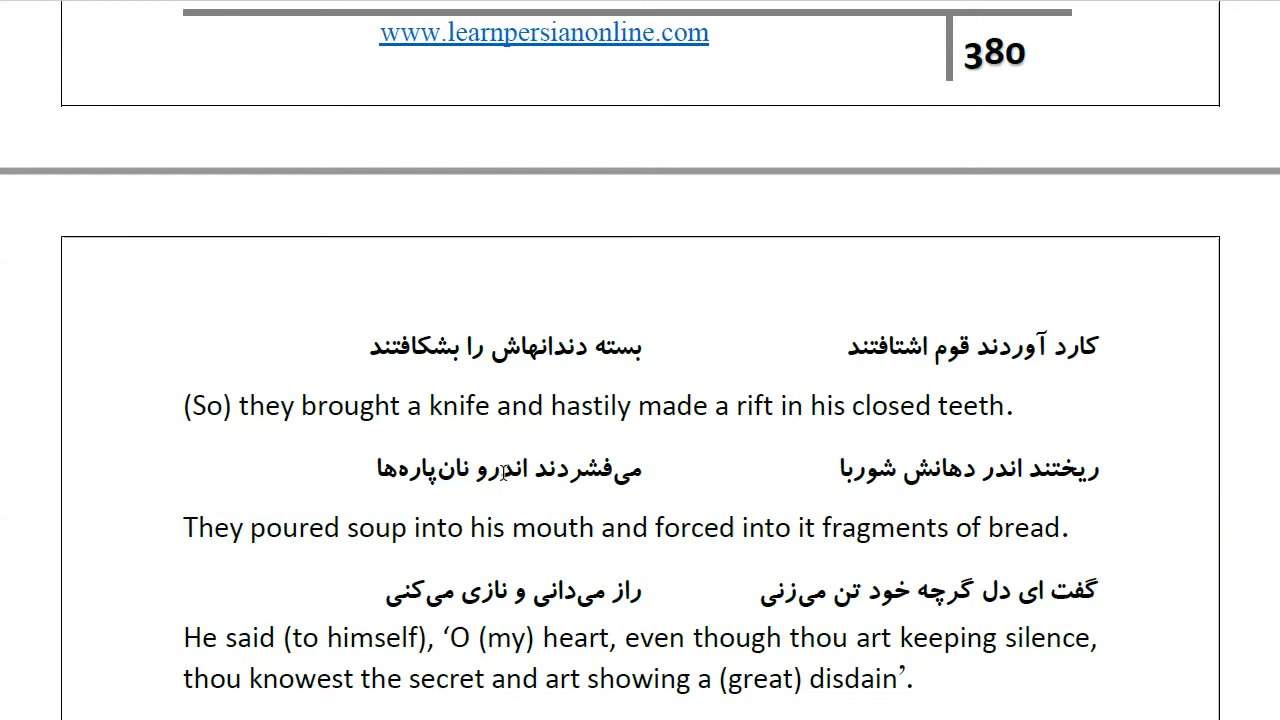 www.learnpersianonline.com
380
کارد آوردند قوم اشتافتند بسته دندانهاش را بشکافتند
(So) they brought a knife and hastily made a rift in his closed teeth.
ریختند اندر دهانش شوربا می‌فشردند اندرو نان‌پاره‌ها
They poured soup into his mouth and forced into it fragments of bread.
گفت ای دل گرچه خود تن می‌زنی راز می‌دانی و نازی می‌کنی
He said (to himself), ‘O (my) heart, even though thou art keeping silence,
thou knowest the secret and art showing a (great) disdain’.